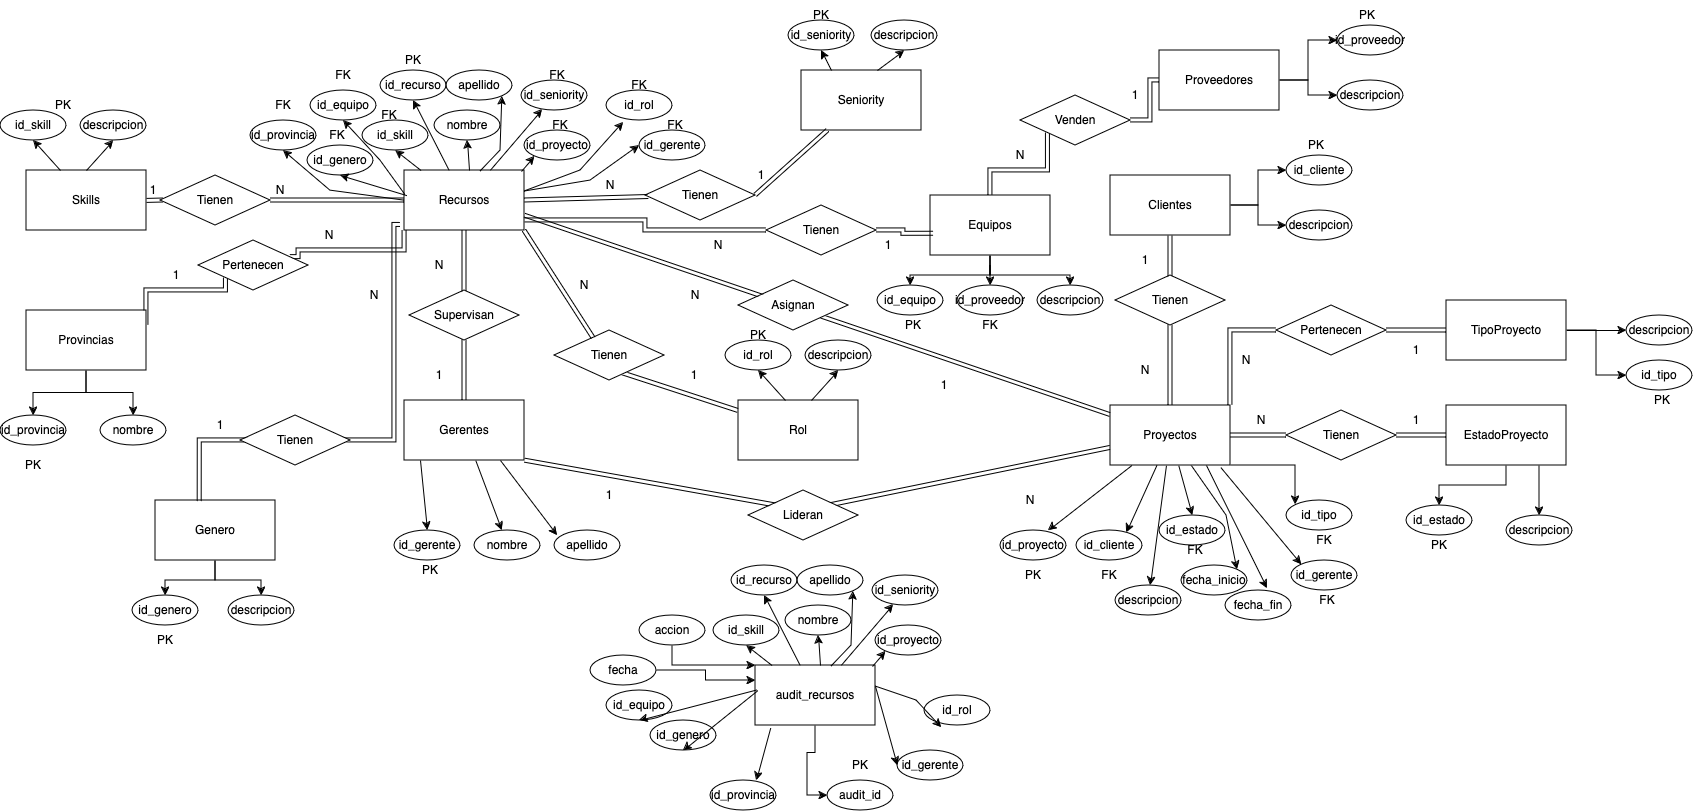 PK
id_seniority
descripcion
Seniority
PK
id_proveedor
descripcion
Proveedores
1
Venden
N
PK
id_skill
descripcion
Skills
1
Tienen
N
FK
id_provincia
FK
id_equipo
FK
id_genero
FK
id_skill
PK
id_recurso
apellido
nombre
FK
id_seniority
FK
id_proyecto
FK
id_rol
FK
id_gerente
Recursos
N
Tienen
1
N
Tienen
1
Equipos
id_equipo
PK
id_proveedor
FK
descripcion
Clientes
PK
id_cliente
descripcion
1
Tienen
N
N
Pertenecen
1
Provincias
id_provincia
PK
nombre
N
Supervisan
1
N
Tienen
1
N
Asignan
1
PK
id_rol
descripcion
Rol
N
Tienen
1
Genero
id_genero
PK
descripcion
Gerentes
id_gerente
PK
nombre
apellido
1
Lideran
N
Proyectos
N
Pertenecen
1
TipoProyecto
descripcion
id_tipo
PK
N
Tienen
1
EstadoProyecto
id_estado
PK
descripcion
id_proyecto
PK
id_cliente
FK
descripcion
id_estado
FK
fecha_inicio
fecha_fin
id_gerente
FK
id_tipo
FK
id_recurso
apellido
id_seniority
accion
id_skill
nombre
id_proyecto
fecha
audit_recursos
id_equipo
id_genero
id_rol
id_gerente
id_provincia
PK
audit_id